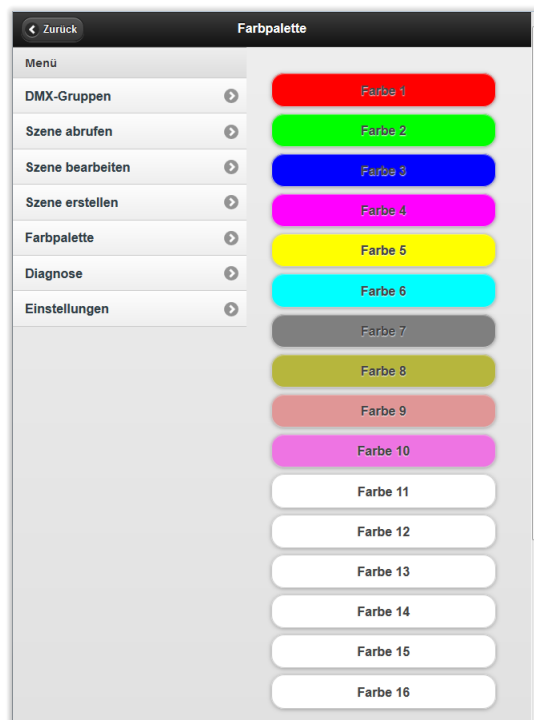 Zurück
Farbpalette
Menü
DMX-Gruppen
Szene abrufen
Szene bearbeiten
Szene erstellen
Farbpalette
Diagnose
Einstellungen
Farbe 1
Farbe 2
Farbe 3
Farbe 4
Farbe 5
Farbe 6
Farbe 7
Farbe 8
Farbe 9
Farbe 10
Farbe 11
Farbe 12
Farbe 13
Farbe 14
Farbe 15
Farbe 16